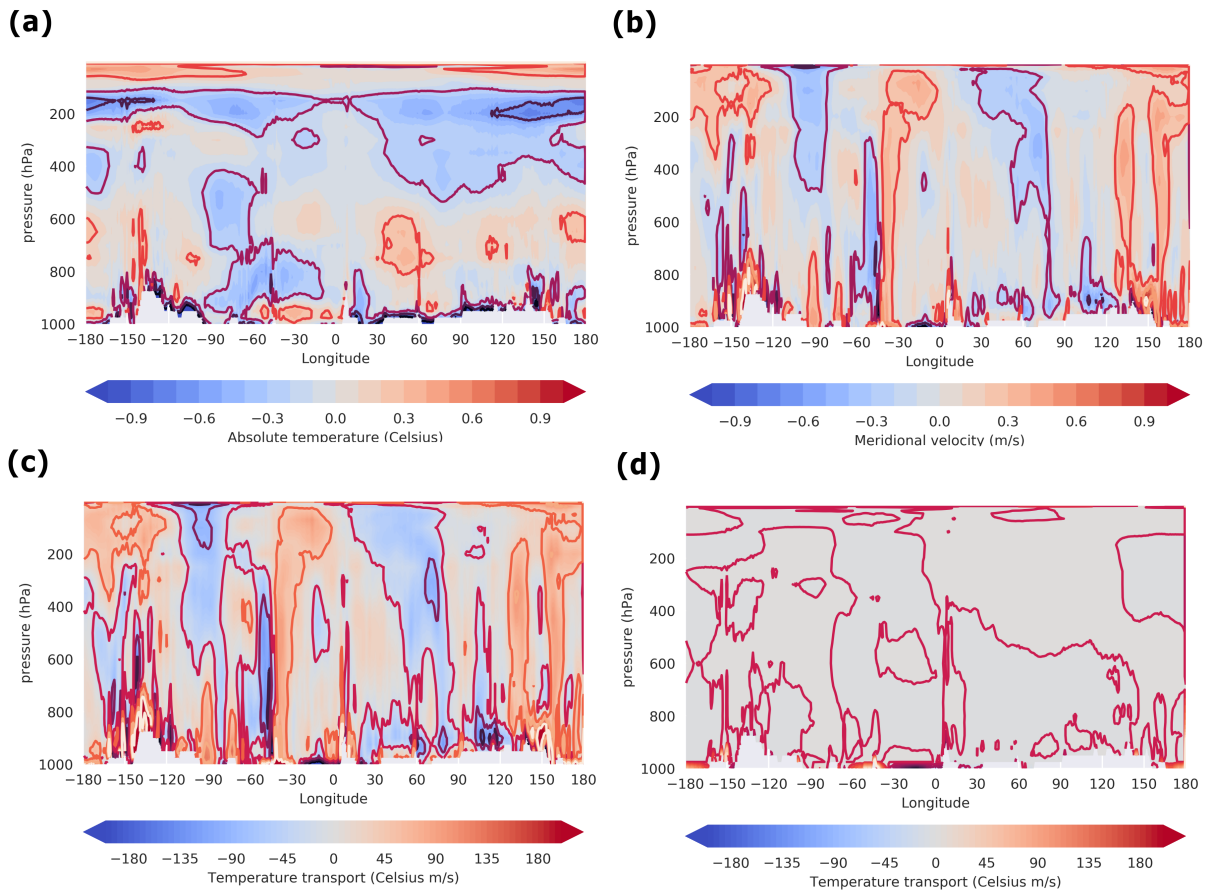 (a)
(b)
200
400
600
800
1000
pressure (hPa)
−180 −150 −120 −90 −60 −30 0 30 60 90 120 150 180
Longitude
−0.9 −0.6 −0.3 0.0 0.3 0.6 0.9
Absolute temperature (Celsius)
200
400
600
800
1000
pressure (hPa)
−180 −150 −120 −90 −60 −30 0 30 60 90 120 150 180
Longitude
−0.9 −0.6 −0.3 0.0 0.3 0.6 0.9
Meridional velocity (m/s)
(c)
(d)
200
400
600
800
1000
pressure (hPa)
−180 −150 −120 −90 −60 −30 0 30 60 90 120 150 180
Longitude
−180 −135 −90 −45 0 45 90 135 180
Temperature transport (Celsius m/s)
200
400
600
800
1000
pressure (hPa)
−180 −150 −120 −90 −60 −30 0 30 60 90 120 150 180
Longitude
−180 −135 −90 −45 0 45 90 135 180
Temperature transport (Celsius m/s)